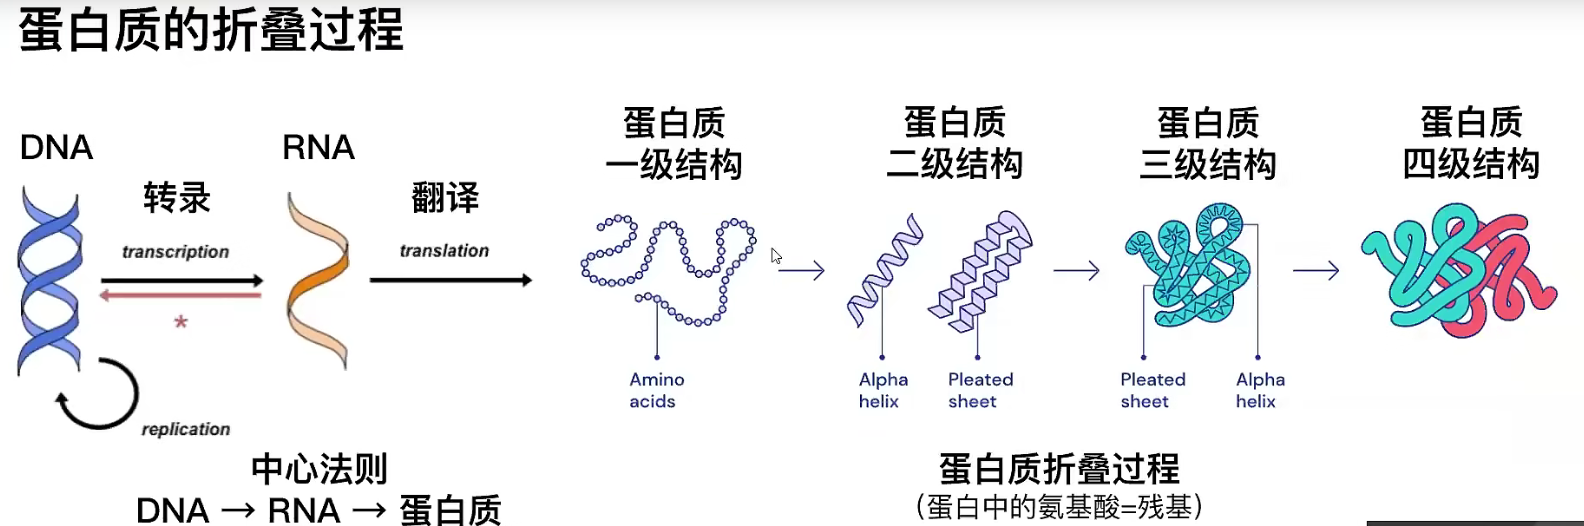 蛋白质的折叠过程
DNA
RNA
转录
transcription
*
翻译
translation
replication
中心法则
DNA → RNA → 蛋白质
蛋白质
一级结构
Amino
acids
蛋白质
二级结构
Alpha
helix
Pleated
sheet
蛋白质
三级结构
Pleated
sheet
Alpha
helix
蛋白质
四级结构
蛋白质折叠过程
（蛋白中的氨基酸=残基）